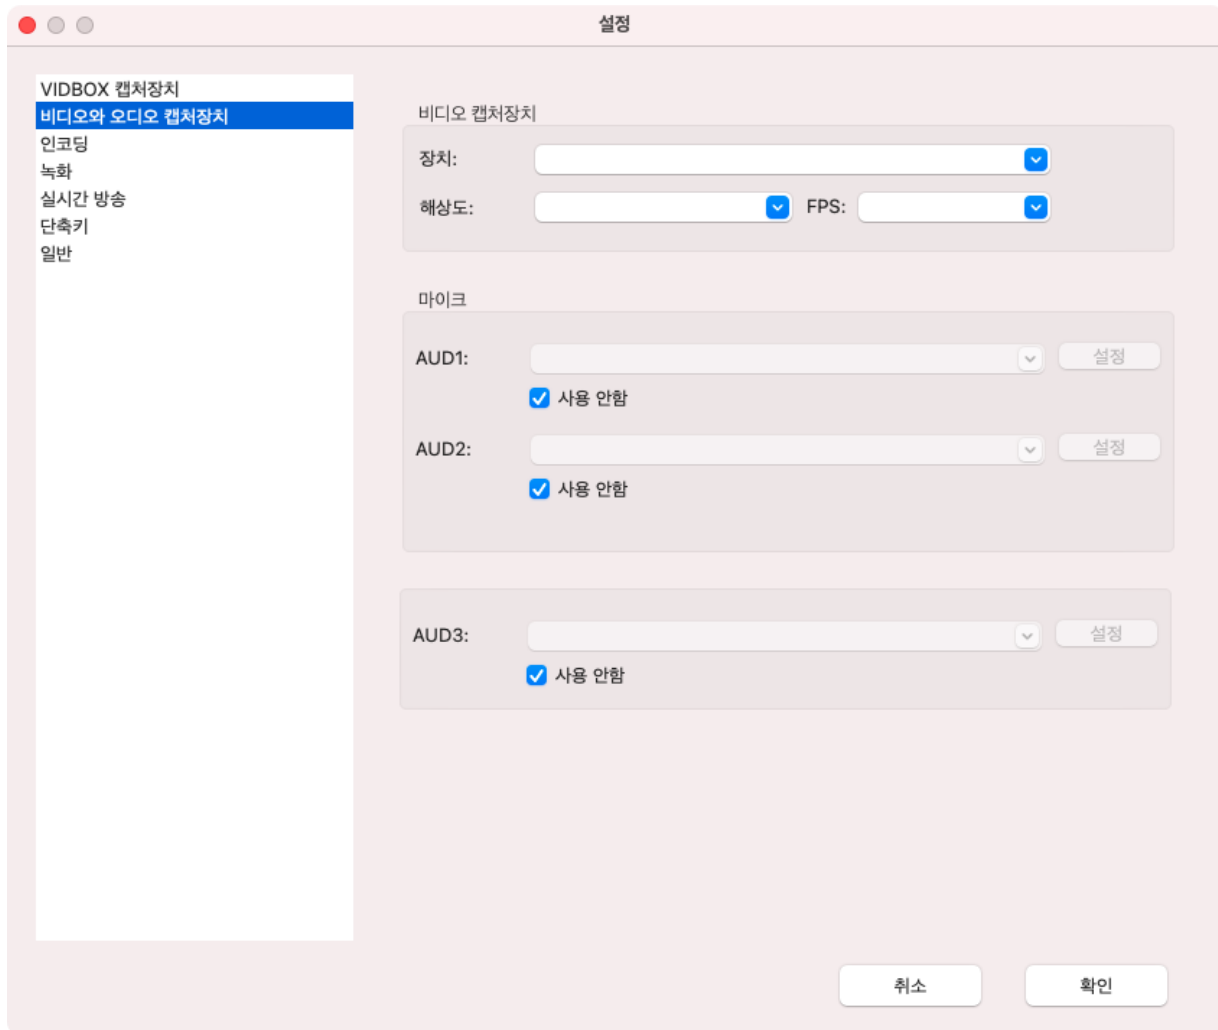 설정
VIDBOX 캡처장치
비디오와 오디오 캡처장치
인코딩
녹화
실시간 방송
단축키
일반
비디오 캡처장치
장치:
해상도: FPS:
마이크
AUD1: 설정
사용 안함
AUD2: 설정
사용 안함
AUD3: 설정
사용 안함
취소 확인